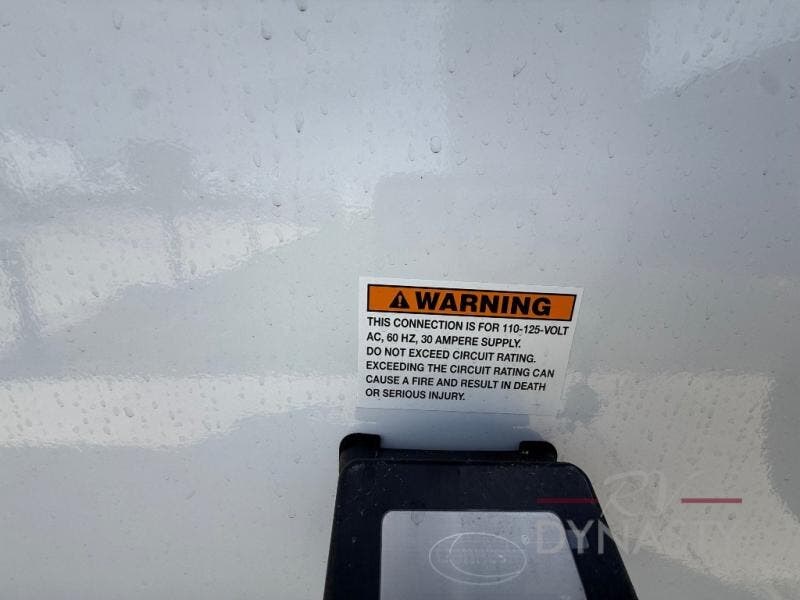 WARNING
THIS CONNECTION IS FOR 110-125-VOLT
AC, 60 HZ, 30 AMPERE SUPPLY.
DO NOT EXCEED CIRCUIT RATING.
EXCEEDING THE CIRCUIT RATING CAN
CAUSE A FIRE AND RESULT IN DEATH
OR SERIOUS INJURY.
RV
DYNASTY